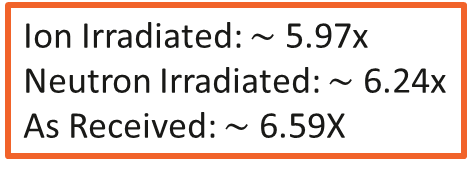 Ion Irradiated: ~ 5.97x
Neutron Irradiated: ~ 6.24x
As Received: ~ 6.59X